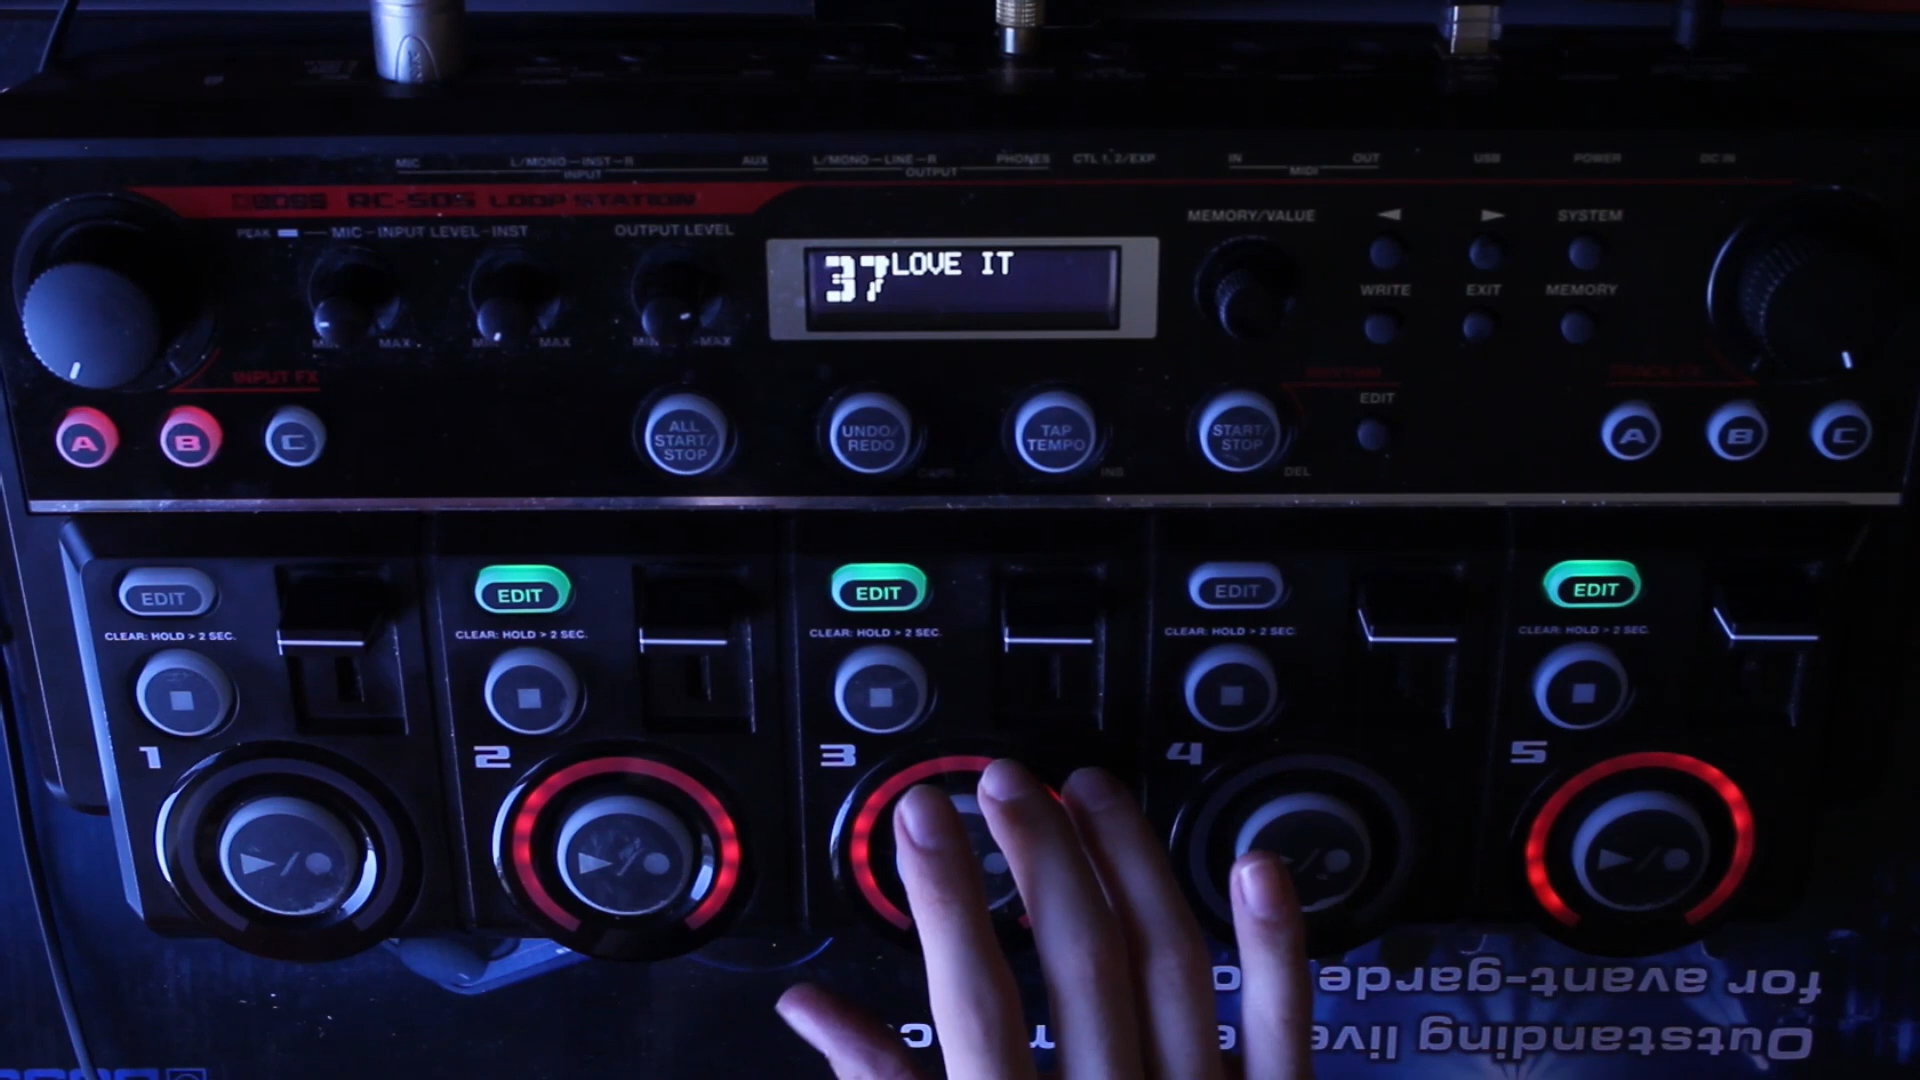 MIC L/MONO-INST-R AUX L/MONO-LINE-R PHONES CTL 1, 2/EXP IN OUT USB POWER DC IN
INPUT OUTPUT MIDI
BOSS RC-505 LOOP STATION
PEAK MIC-INPUT LEVEL-INST OUTPUT LEVEL MEMORY/VALUE SYSTEM
37 LOVE IT
WRITE EXIT MEMORY
MAX MAX MAX
INPUT FX
EDIT
A B C ALL START/STOP UNDO/REDO TAP TEMPO START/STOP A B C
INS DEL
EDIT EDIT EDIT EDIT EDIT
CLEAR: HOLD > 2 SEC. CLEAR: HOLD > 2 SEC. CLEAR: HOLD > 2 SEC. CLEAR: HOLD > 2 SEC. CLEAR: HOLD > 2 SEC.
1 2 3 4 5
Outstanding live
for avant-garde